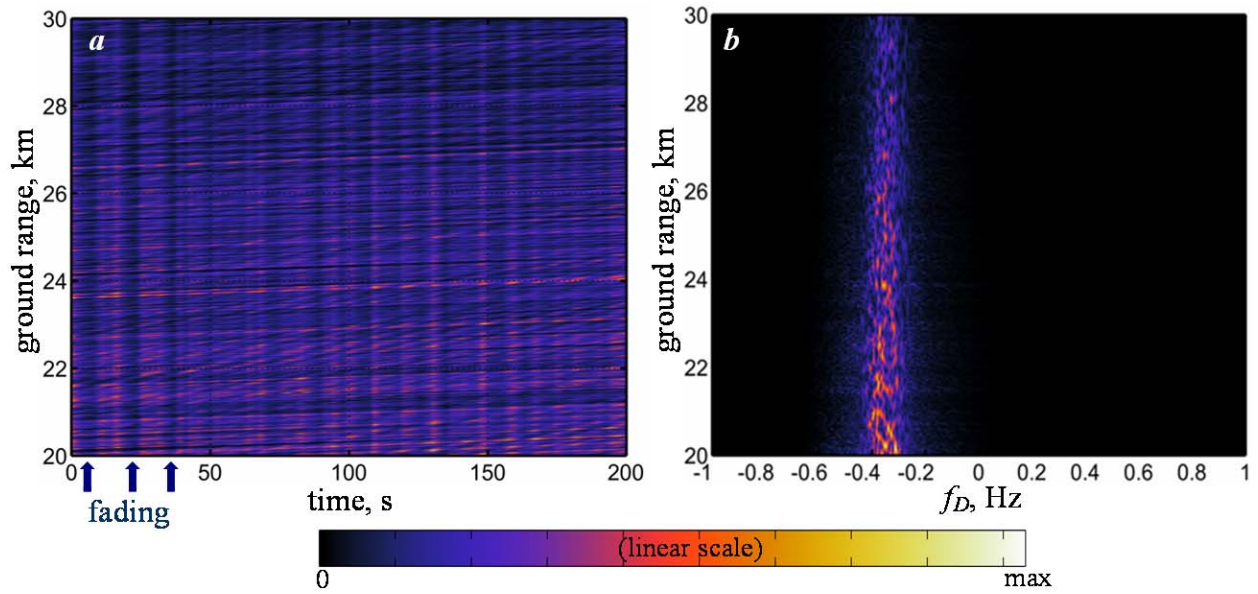 a
30
28
26
24
22
20
ground range, km
0 50 100 150 200
time, s
fading
b
30
28
26
24
22
20
ground range, km
-1 -0.8 -0.6 -0.4 -0.2 0 0.2 0.4 0.6 0.8 1
f_D, Hz
(linear scale)
0 max